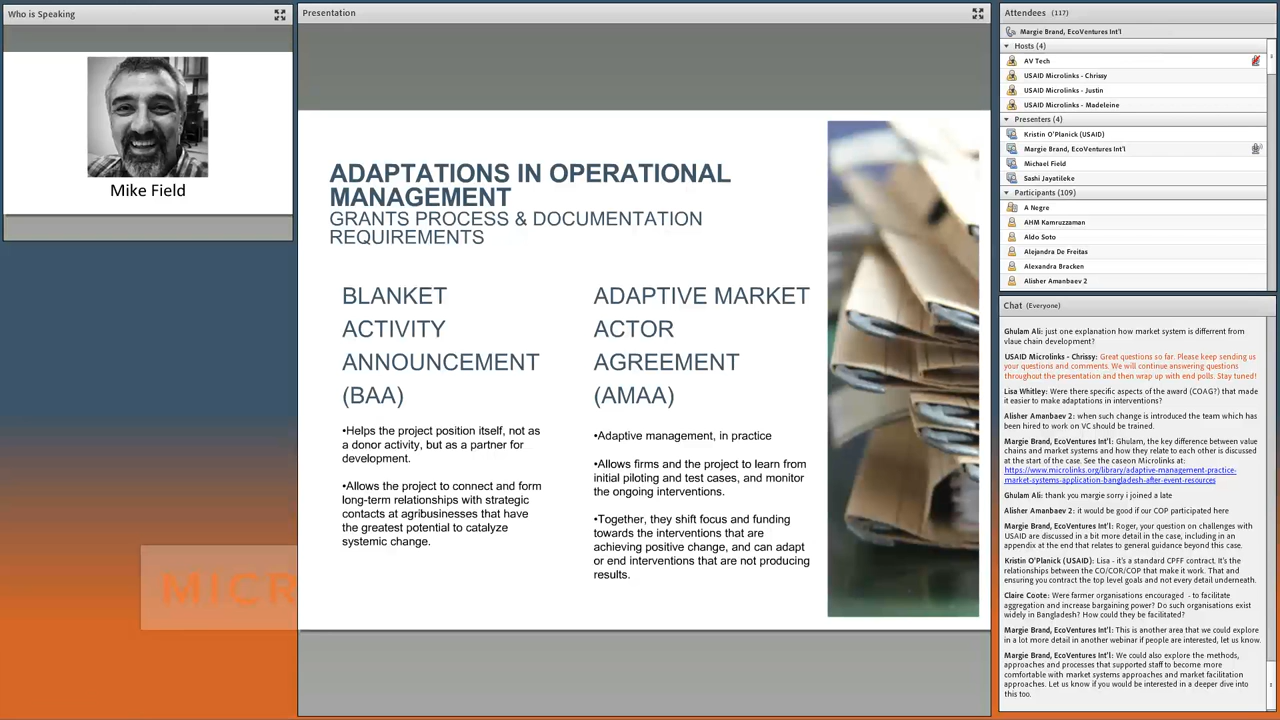 Who is Speaking
Mike Field
Presentation
ADAPTATIONS IN OPERATIONAL
MANAGEMENT
GRANTS PROCESS & DOCUMENTATION
REQUIREMENTS
BLANKET
ACTIVITY
ANNOUNCEMENT
(BAA)
•Helps the project position itself, not as
a donor activity, but as a partner for
development.
•Allows the project to connect and form
long-term relationships with strategic
contacts at agribusinesses that have
the greatest potential to catalyze
systemic change.
ADAPTIVE MARKET
ACTOR
AGREEMENT
(AMAA)
•Adaptive management, in practice
•Allows firms and the project to learn from
initial piloting and test cases, and monitor
the ongoing interventions.
•Together, they shift focus and funding
towards the interventions that are
achieving positive change, and can adapt
or end interventions that are not producing
results.
MICR
Attendees (117)
Margie Brand, EcoVentures Int'l
Hosts (4)
AV Tech
USAID Microlinks - Chrissy
USAID Microlinks - Justin
USAID Microlinks - Madeleine
Presenters (4)
Kristin O'Planick (USAID)
Margie Brand, EcoVentures Int'l
Michael Field
Sashi Jayatileke
Participants (109)
A Negre
AHM Kamruzzaman
Aldo Soto
Alejandra De Freitas
Alexandra Bracken
Alisher Amanbaev 2
Chat (Everyone)
Ghulam Ali: just one explanation how market system is differrent from
vlaue chain development?
USAID Microlinks - Chrissy: Great questions so far. Please keep sending us
your questions and comments. We will continue answering questions
throughout the presentation and then wrap up with end polls. Stay tuned!
Lisa Whitley: Were there specific aspects of the award (COAG?) that made
it easier to make adaptations in interventions?
Alisher Amanbaev 2: when such change is introduced the team which has
been hired to work on VC should be trained.
Margie Brand, EcoVentures Int'l: Ghulam, the key difference between value
chains and market systems and how they relate to each other is discussed
at the start of the case. See the caseon Microlinks at:
https://www.microlinks.org/library/adaptive-management-practice-
market-systems-application-bangladesh-after-event-resources
Ghulam Ali: thank you margie sorry i joined a late
Alisher Amanbaev 2: it would be good if our COP participated here
Margie Brand, EcoVentures Int'l: Roger, your question on challenges with
USAID are discussed in a bit more detail in the case, including in an
appendix at the end that relates to general guidance beyond this case.
Kristin O'Planick (USAID): Lisa - it's a standard CPFF contract. It's the
relationships between the CO/COR/COP that make it work. That and
ensuring you contract the top level goals and not every detail underneath.
Claire Coote: Were farmer organisations encouraged - to facilitate
aggregation and increase bargaining power? Do such organisations exist
widely in Bangladesh? How could they be facilitated?
Margie Brand, EcoVentures Int'l: This is another area that we could explore
in a lot more detail in another webinar if people are interested, let us know.
Margie Brand, EcoVentures Int'l: We could also explore the methods,
approaches and processes that supported staff to become more
comfortable with market systems approaches and market facilitation
approaches. Let us know if you would be interested in a deeper dive into
this too.